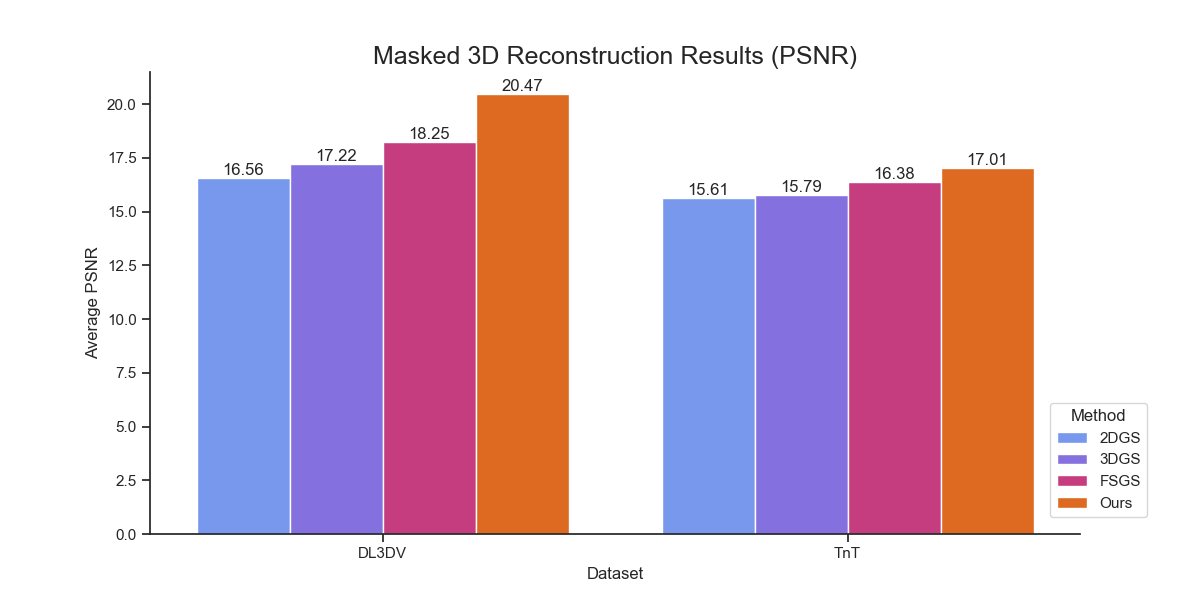 Masked 3D Reconstruction Results (PSNR)
20.47
18.25
17.22
16.56
17.01
16.38
15.79
15.61
20.0
17.5
15.0
12.5
10.0
7.5
5.0
2.5
0.0
Average PSNR
DL3DV
TnT
Dataset
Method
2DGS
3DGS
FSGS
Ours